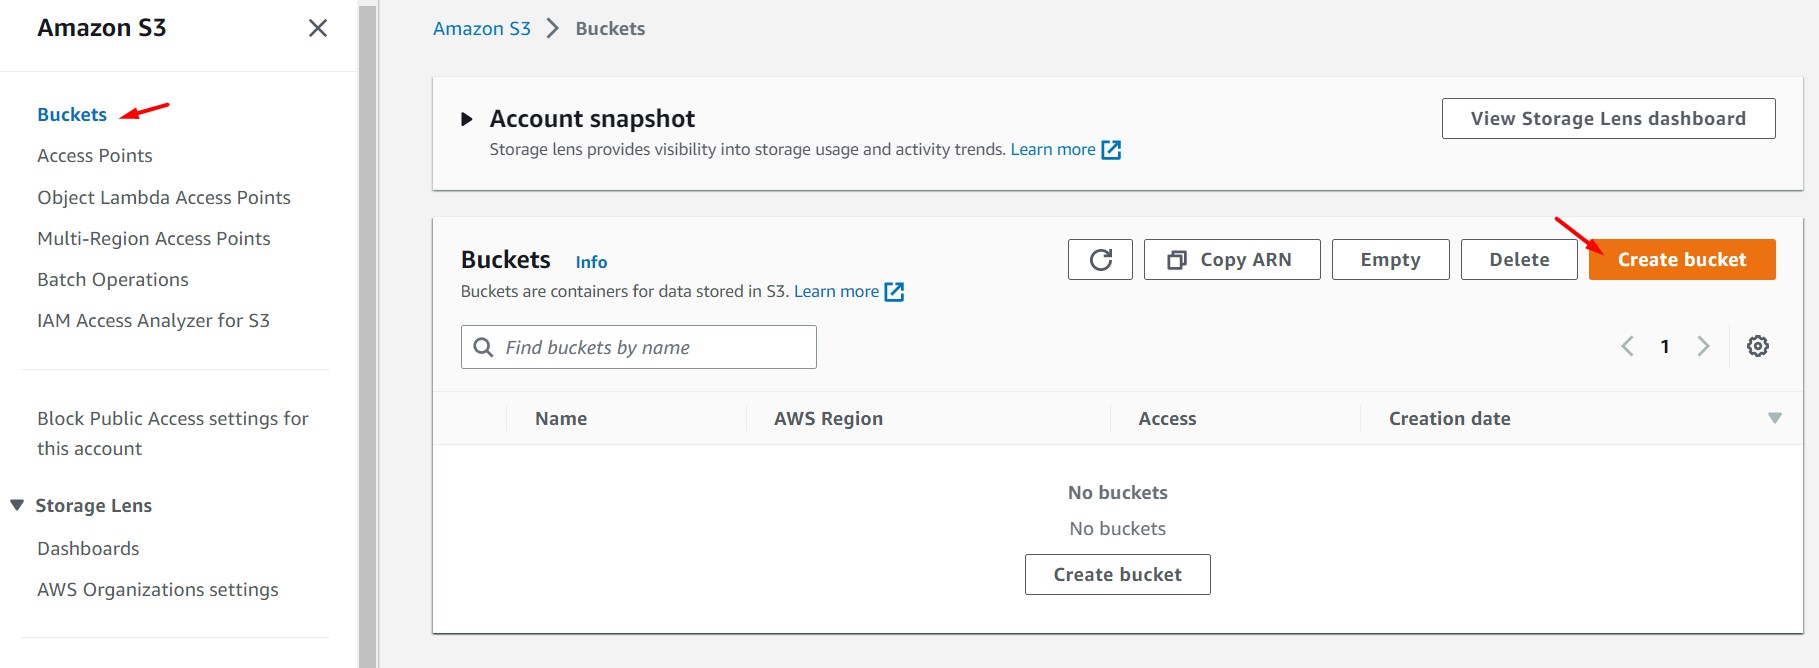 Amazon S3
Buckets
Access Points
Object Lambda Access Points
Multi-Region Access Points
Batch Operations
IAM Access Analyzer for S3
Block Public Access settings for
this account
Storage Lens
Dashboards
AWS Organizations settings
Amazon S3 > Buckets
Account snapshot
View Storage Lens dashboard
Storage lens provides visibility into storage usage and activity trends. Learn more
Buckets Info
Copy ARN Empty Delete Create bucket
Buckets are containers for data stored in S3. Learn more
Find buckets by name
1
Name AWS Region Access Creation date
No buckets
No buckets
Create bucket